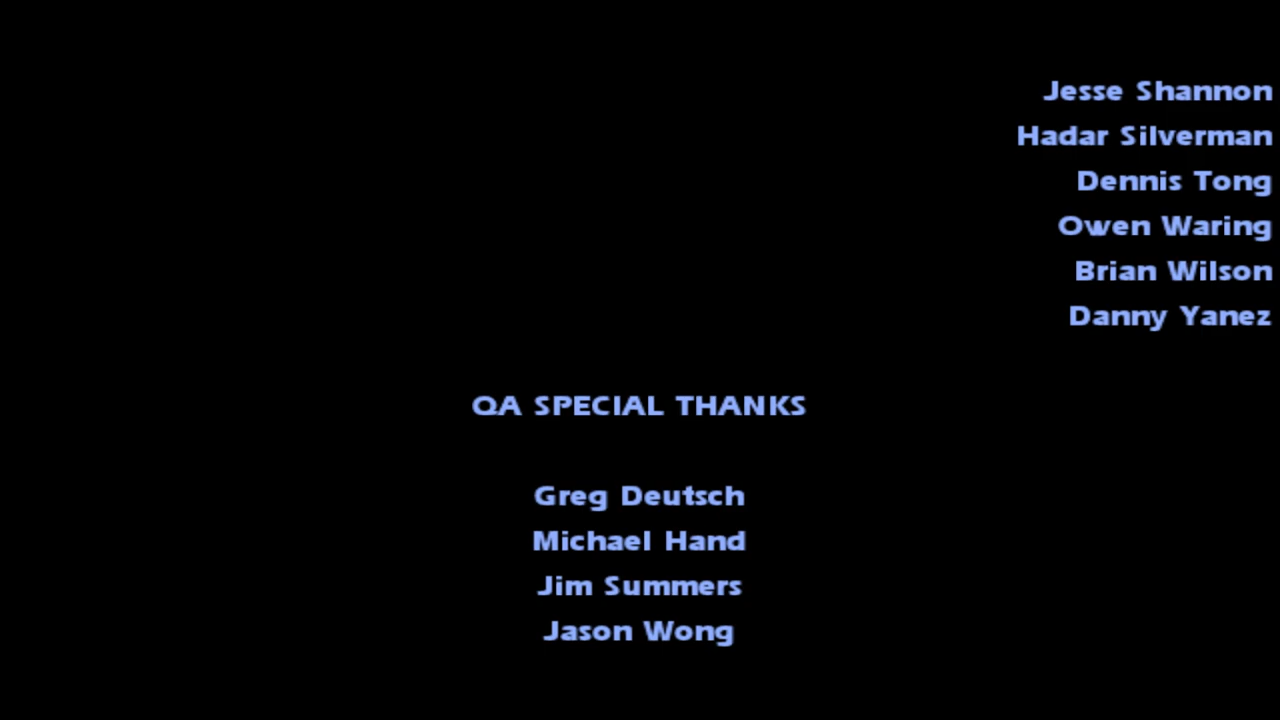 Jesse Shannon
Hadar Silverman
Dennis Tong
Owen Waring
Brian Wilson
Danny Yanez
QA SPECIAL THANKS
Greg Deutsch
Michael Hand
Jim Summers
Jason Wong